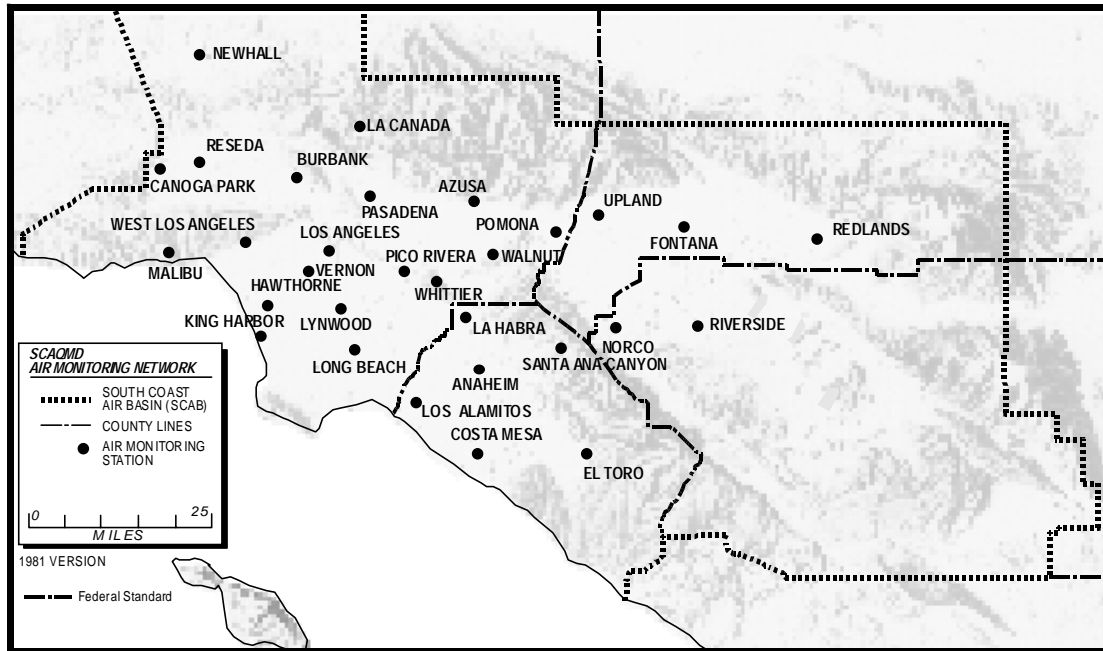 NEWHALL
LA CANADA
RESEDA
BURBANK
CANOGA PARK
AZUSA
PASADENA
UPLAND
WEST LOS ANGELES
POMONA
LOS ANGELES
REDLANDS
FONTANA
PICO RIVERA
WALNUT
MALIBU
VERNON
HAWTHORNE
WHITTIER
KING HARBOR
LYNWOOD
LA HABRA
RIVERSIDE
NORCO
LONG BEACH
SANTA ANA CANYON
ANAHEIM
LOS ALAMITOS
COSTA MESA
EL TORO
SCAQMD
AIR MONITORING NETWORK
SOUTH COAST
AIR BASIN (SCAB)
COUNTY LINES
AIR MONITORING
STATION
0 25
MILES
1981 VERSION
Federal Standard